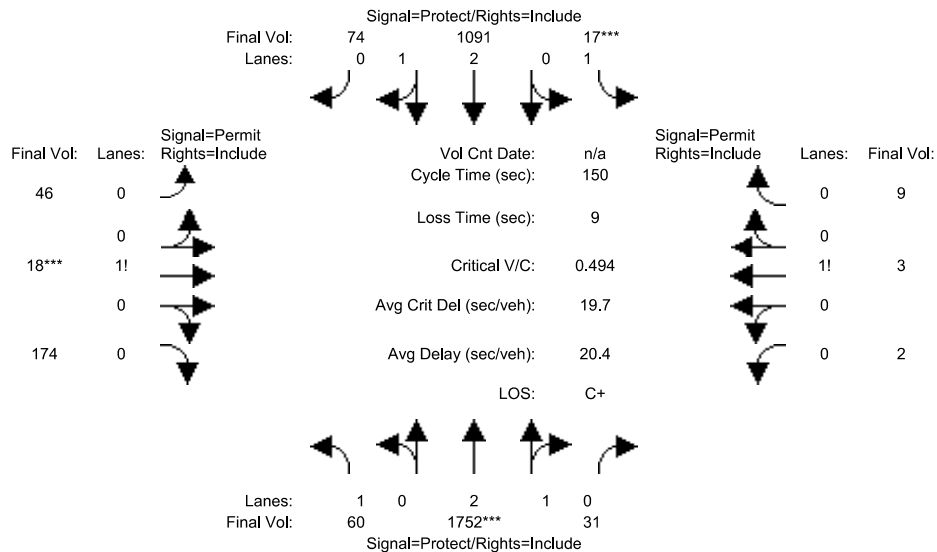 Signal=Protect/Rights=Include
Final Vol: 74 1091 17***
Lanes: 0 1 2 0 1
Signal=Permit
Final Vol: Lanes: Rights=Include
Vol Cnt Date: n/a
Signal=Permit
Rights=Include Lanes: Final Vol:
Cycle Time (sec): 150
46 0
0 9
Loss Time (sec): 9
0
0
18*** 1!
Critical V/C: 0.494
1! 3
0
Avg Crit Del (sec/veh): 19.7
0
174 0
Avg Delay (sec/veh): 20.4
0 2
LOS: C+
Lanes: 1 0 2 1 0
Final Vol: 60 1752*** 31
Signal=Protect/Rights=Include